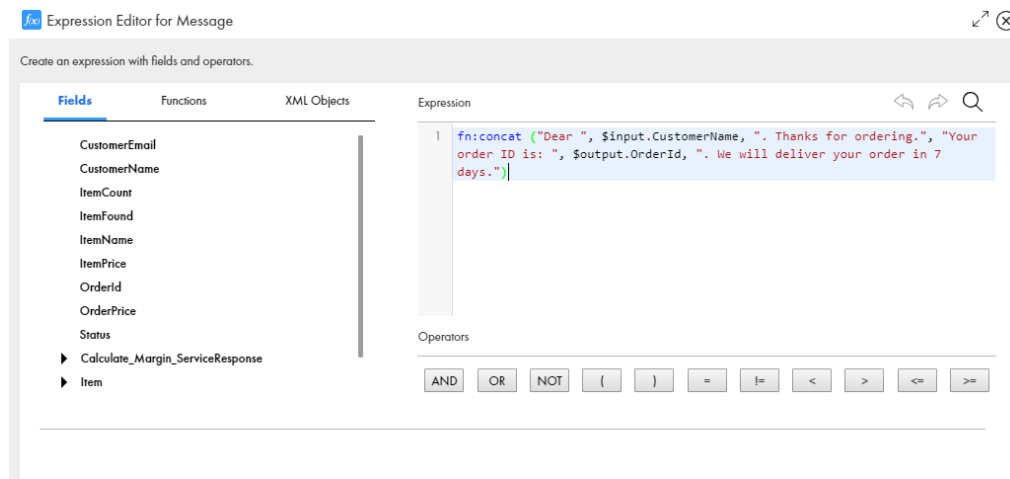 f(x) Expression Editor for Message
Create an expression with fields and operators.
Fields Functions XML Objects
CustomerEmail
CustomerName
ItemCount
ItemFound
ItemName
ItemPrice
OrderId
OrderPrice
Status
Calculate_Margin_ServiceResponse
Item
Expression
1 fn:concat ("Dear ", $input.CustomerName, ". Thanks for ordering.", "Your
order ID is: ", $output.OrderId, ". We will deliver your order in 7
days.")
Operators
AND OR NOT ( ) = != < > <= >=